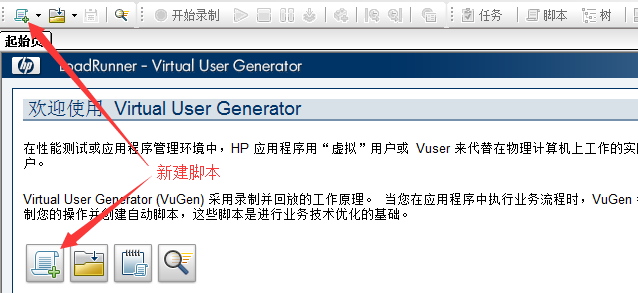 开始录制 任务 脚本 树
起始页
hp LoadRunner - Virtual User Generator
欢迎使用 Virtual User Generator
在性能测试或应用程序管理环境中，HP 应用程序用“虚拟”用户或 Vuser 来代替在物理计算机上工作的实
户。
新建脚本
Virtual User Generator (VuGen) 采用录制并回放的工作原理。 当您在应用程序中执行业务流程时，VuGen
制您的操作并创建自动脚本，这些脚本是进行业务技术优化的基础。